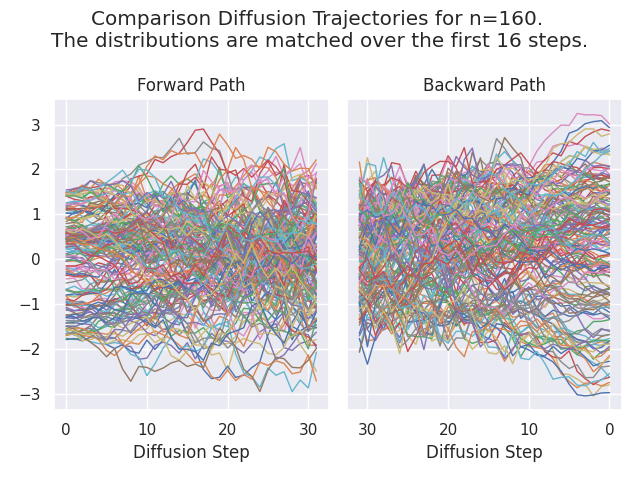 Comparison Diffusion Trajectories for n=160.
The distributions are matched over the first 16 steps.
Forward Path
Backward Path
3
2
1
0
−1
−2
−3
0 10 20 30
30 20 10 0
Diffusion Step
Diffusion Step